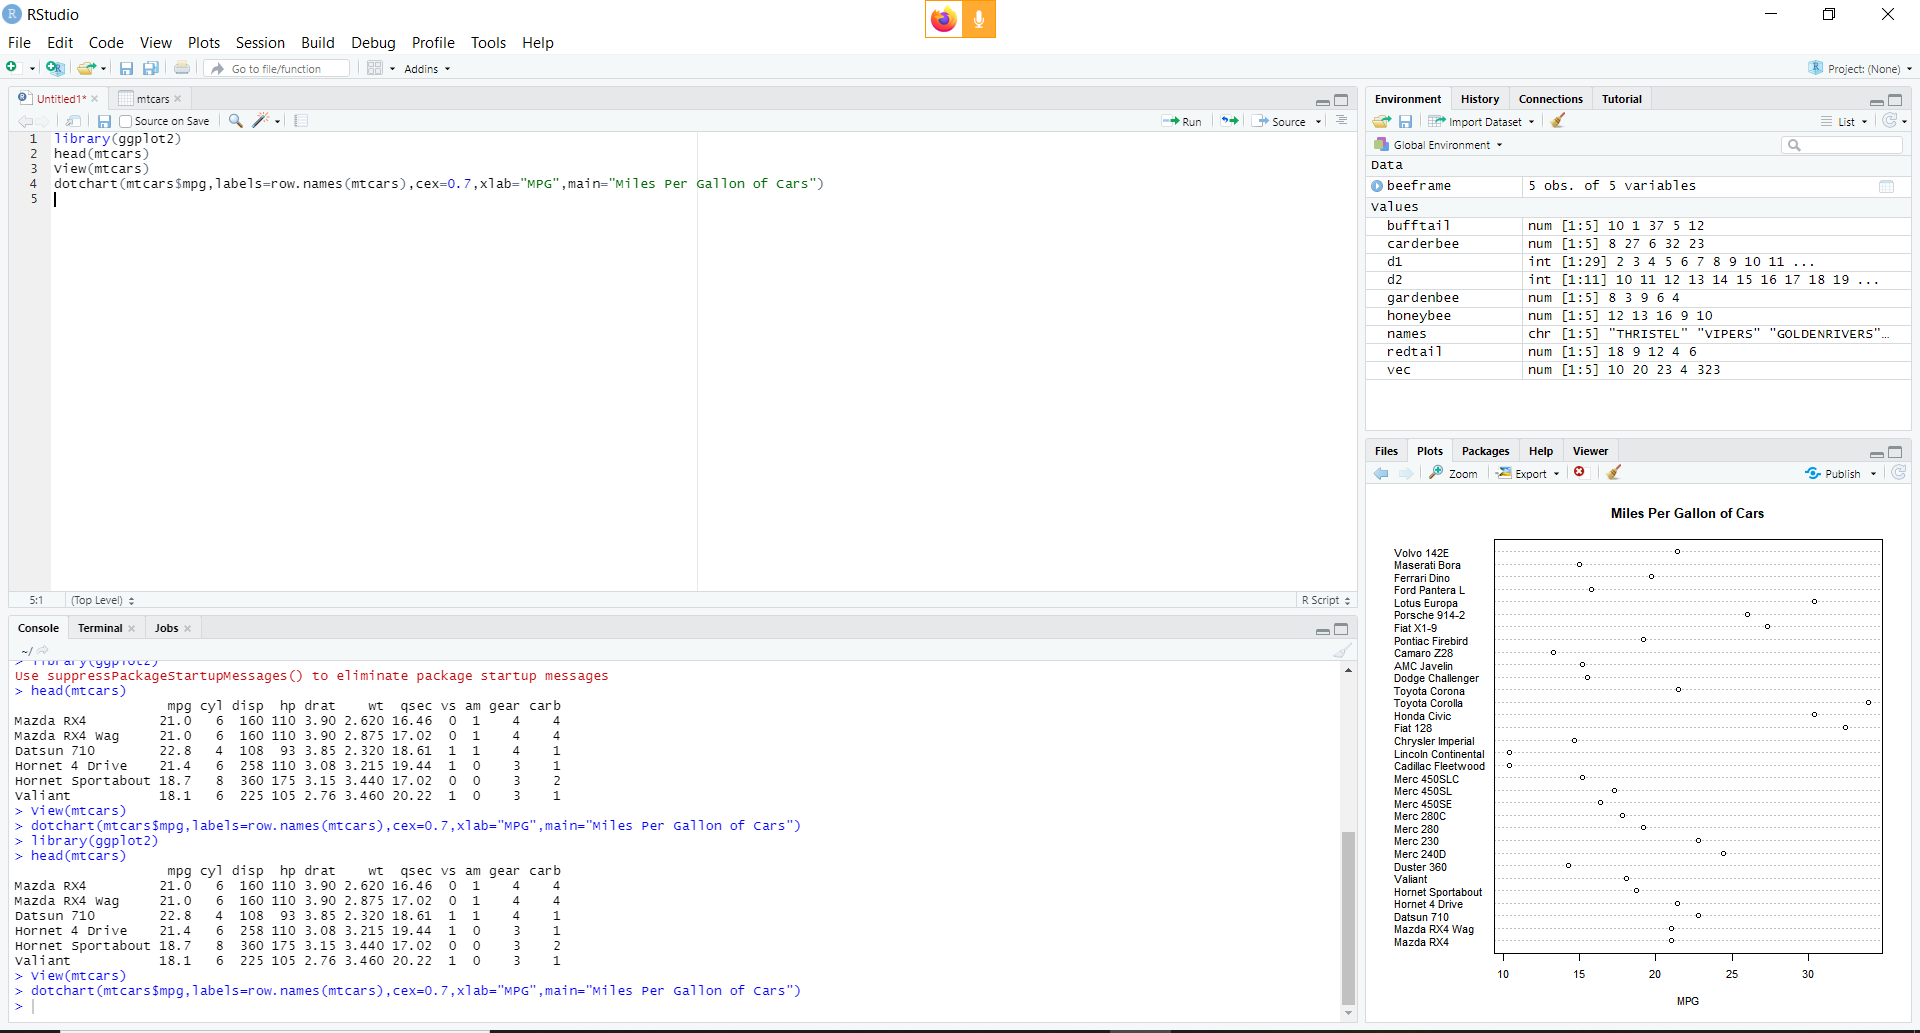 RStudio
File Edit Code View Plots Session Build Debug Profile Tools Help
Go to file/function Addins Project: (None)
Untitled1* mtcars
Source on Save Run Source
1 library(ggplot2)
2 head(mtcars)
3 View(mtcars)
4 dotchart(mtcars$mpg,labels=row.names(mtcars),cex=0.7,xlab="MPG",main="Miles Per Gallon of Cars")
5
5:1 (Top Level) R Script
Console Terminal Jobs
~/
> library(ggplot2)
Use suppressPackageStartupMessages() to eliminate package startup messages
> head(mtcars)
mpg cyl disp hp drat wt qsec vs am gear carb
Mazda RX4 21.0 6 160 110 3.90 2.620 16.46 0 1 4 4
Mazda RX4 Wag 21.0 6 160 110 3.90 2.875 17.02 0 1 4 4
Datsun 710 22.8 4 108 93 3.85 2.320 18.61 1 1 4 1
Hornet 4 Drive 21.4 6 258 110 3.08 3.215 19.44 1 0 3 1
Hornet Sportabout 18.7 8 360 175 3.15 3.440 17.02 0 0 3 2
Valiant 18.1 6 225 105 2.76 3.460 20.22 1 0 3 1
> View(mtcars)
> dotchart(mtcars$mpg,labels=row.names(mtcars),cex=0.7,xlab="MPG",main="Miles Per Gallon of Cars")
> library(ggplot2)
> head(mtcars)
mpg cyl disp hp drat wt qsec vs am gear carb
Mazda RX4 21.0 6 160 110 3.90 2.620 16.46 0 1 4 4
Mazda RX4 Wag 21.0 6 160 110 3.90 2.875 17.02 0 1 4 4
Datsun 710 22.8 4 108 93 3.85 2.320 18.61 1 1 4 1
Hornet 4 Drive 21.4 6 258 110 3.08 3.215 19.44 1 0 3 1
Hornet Sportabout 18.7 8 360 175 3.15 3.440 17.02 0 0 3 2
Valiant 18.1 6 225 105 2.76 3.460 20.22 1 0 3 1
> View(mtcars)
> dotchart(mtcars$mpg,labels=row.names(mtcars),cex=0.7,xlab="MPG",main="Miles Per Gallon of Cars")
>
Environment History Connections Tutorial
Import Dataset List
Global Environment
Data
beeframe 5 obs. of 5 variables
Values
bufftail num [1:5] 10 1 37 5 12
carderbee num [1:5] 8 27 6 32 23
d1 int [1:29] 2 3 4 5 6 7 8 9 10 11 ...
d2 int [1:11] 10 11 12 13 14 15 16 17 18 19 ...
gardenbee num [1:5] 8 3 9 6 4
honeybee num [1:5] 12 13 16 9 10
names chr [1:5] "THRISTEL" "VIPERS" "GOLDENRIVERS"…
redtail num [1:5] 18 9 12 4 6
vec num [1:5] 10 20 23 4 323
Files Plots Packages Help Viewer
Zoom Export Publish
Miles Per Gallon of Cars
Volvo 142E
Maserati Bora
Ferrari Dino
Ford Pantera L
Lotus Europa
Porsche 914-2
Fiat X1-9
Pontiac Firebird
Camaro Z28
AMC Javelin
Dodge Challenger
Toyota Corona
Toyota Corolla
Honda Civic
Fiat 128
Chrysler Imperial
Lincoln Continental
Cadillac Fleetwood
Merc 450SLC
Merc 450SL
Merc 450SE
Merc 280C
Merc 280
Merc 230
Merc 240D
Duster 360
Valiant
Hornet Sportabout
Hornet 4 Drive
Datsun 710
Mazda RX4 Wag
Mazda RX4
10 15 20 25 30
MPG